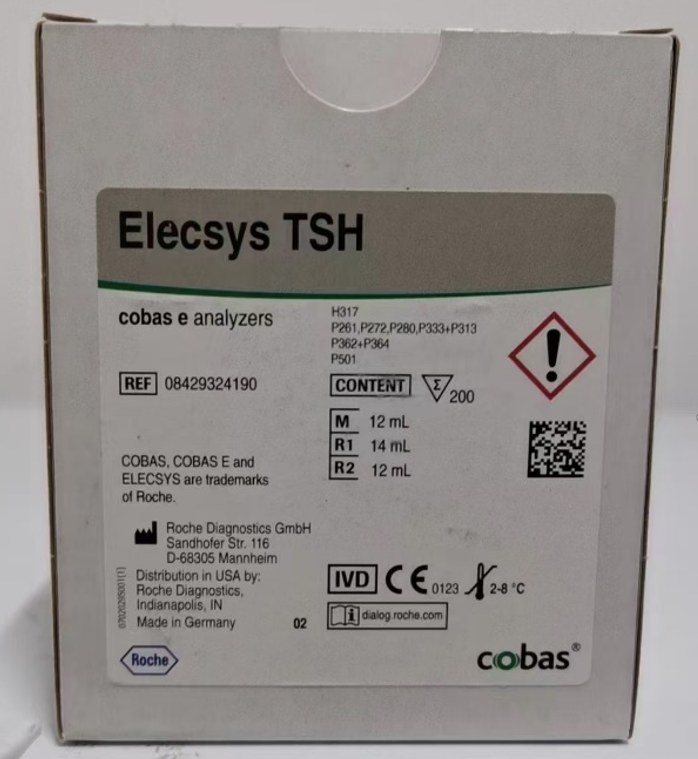 Elecsys TSH
cobas e analyzers
H317
P261,P272,P280,P333+P313
P362+P364
P501
REF 08429324190
CONTENT Σ 200
M 12 mL
R1 14 mL
R2 12 mL
COBAS, COBAS E and
ELECSYS are trademarks
of Roche.
Roche Diagnostics GmbH
Sandhofer Str. 116
D-68305 Mannheim
Distribution in USA by:
Roche Diagnostics,
Indianapolis, IN
Made in Germany 02
IVD CE 0123 2-8 °C
i dialog.roche.com
Roche
cobas®